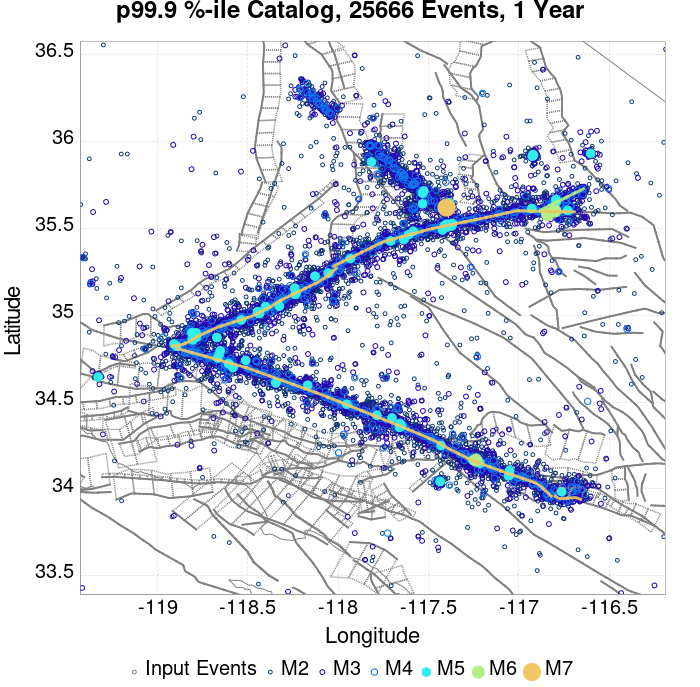 p99.9 %-ile Catalog, 25666 Events, 1 Year
36.5
36
35.5
35
34.5
34
33.5
Latitude
-119 -118.5 -118 -117.5 -117 -116.5
Longitude
Input Events M2 M3 M4 M5 M6 M7